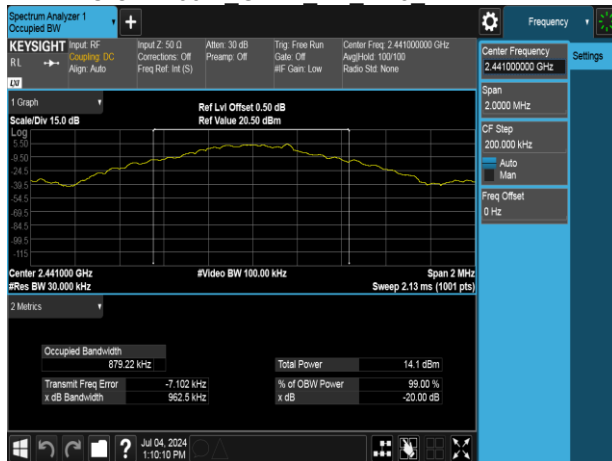 Spectrum Analyzer 1
Occupied BW
+
Frequency
KEYSIGHT
Input: RF
Coupling: DC
Align: Auto
Input Z: 50 Ω
Corrections: Off
Freq Ref: Int (S)
Atten: 30 dB
Preamp: Off
Trig: Free Run
Gate: Off
#IF Gain: Low
Center Freq: 2.441000000 GHz
Avg|Hold: 100/100
Radio Std: None
R L
LXI
Center Frequency
2.441000000 GHz
Settings
Span
2.0000 MHz
CF Step
200.000 kHz
Auto
Man
Freq Offset
0 Hz
1 Graph
Scale/Div 15.0 dB
Ref Lvl Offset 0.50 dB
Ref Value 20.50 dBm
Log
5.50
-9.50
-24.5
-39.5
-54.5
-69.5
-84.5
-99.5
-115
Center 2.441000 GHz
#Res BW 30.000 kHz
#Video BW 100.00 kHz
Span 2 MHz
Sweep 2.13 ms (1001 pts)
2 Metrics
Occupied Bandwidth
879.22 kHz
Total Power 14.1 dBm
Transmit Freq Error -7.102 kHz
% of OBW Power 99.00 %
x dB Bandwidth 962.5 kHz
x dB -20.00 dB
?
Jul 04, 2024
1:10:10 PM